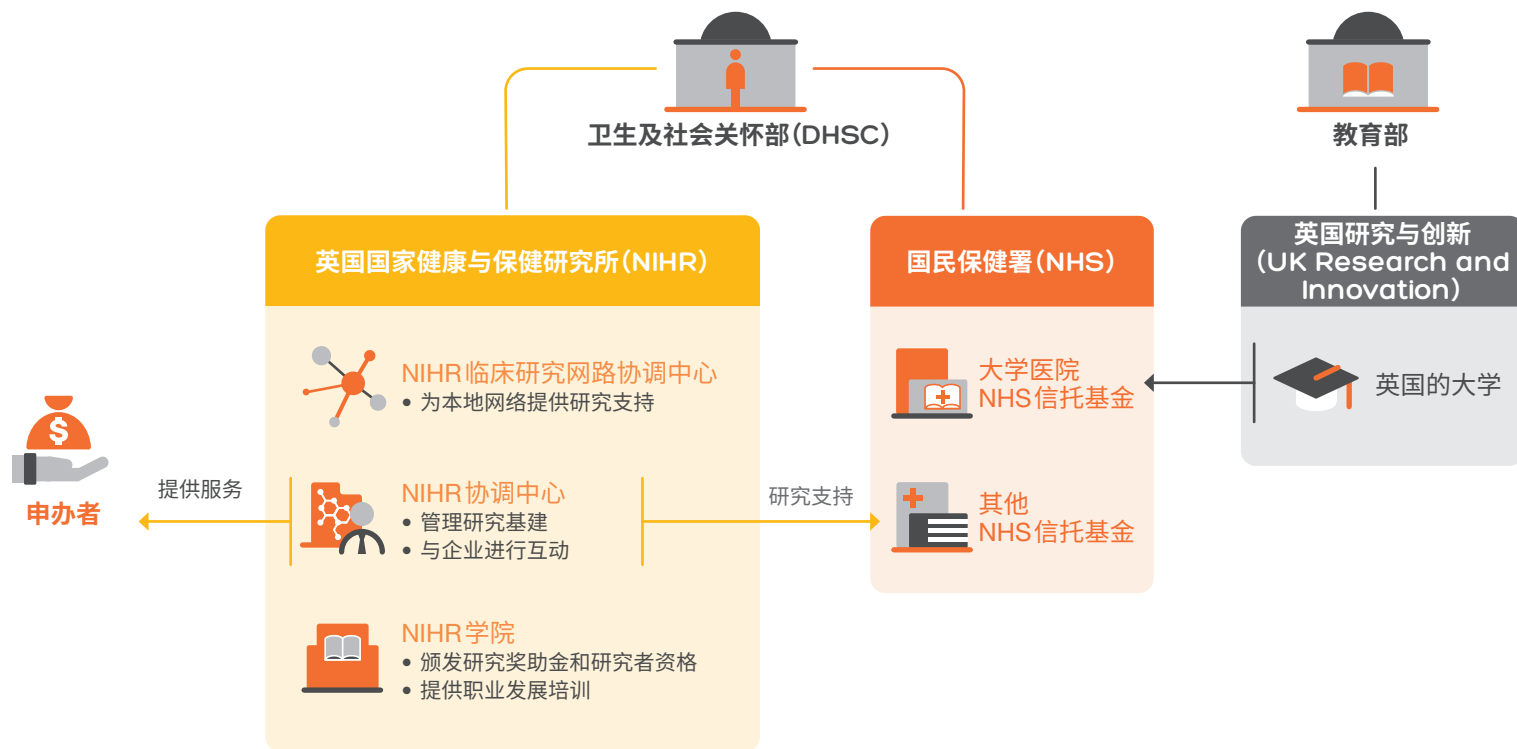 卫生及社会关怀部(DHSC)
教育部
英国国家健康与保健研究所(NIHR)
NIHR临床研究网路协调中心
• 为本地网络提供研究支持
NIHR协调中心
• 管理研究基建
• 与企业进行互动
NIHR学院
• 颁发研究奖助金和研究者资格
• 提供职业发展培训
$
申办者
提供服务
研究支持
国民保健署(NHS)
大学医院
NHS信托基金
其他
NHS信托基金
英国研究与创新
(UK Research and
Innovation)
英国的大学